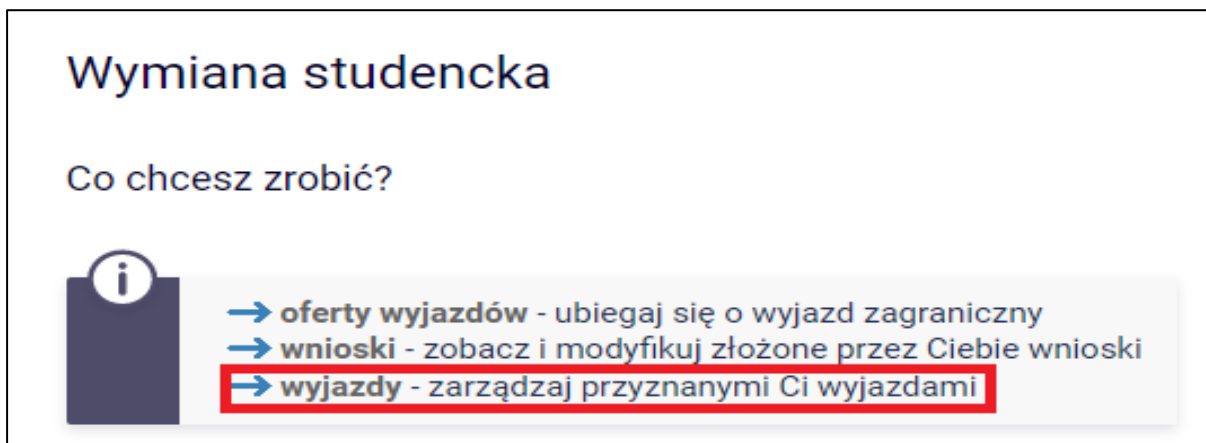 Wymiana studencka
Co chcesz zrobić?
i
→ oferty wyjazdów - ubiegaj się o wyjazd zagraniczny
→ wnioski - zobacz i modyfikuj złożone przez Ciebie wnioski
→ wyjazdy - zarządzaj przyznanymi Ci wyjazdami